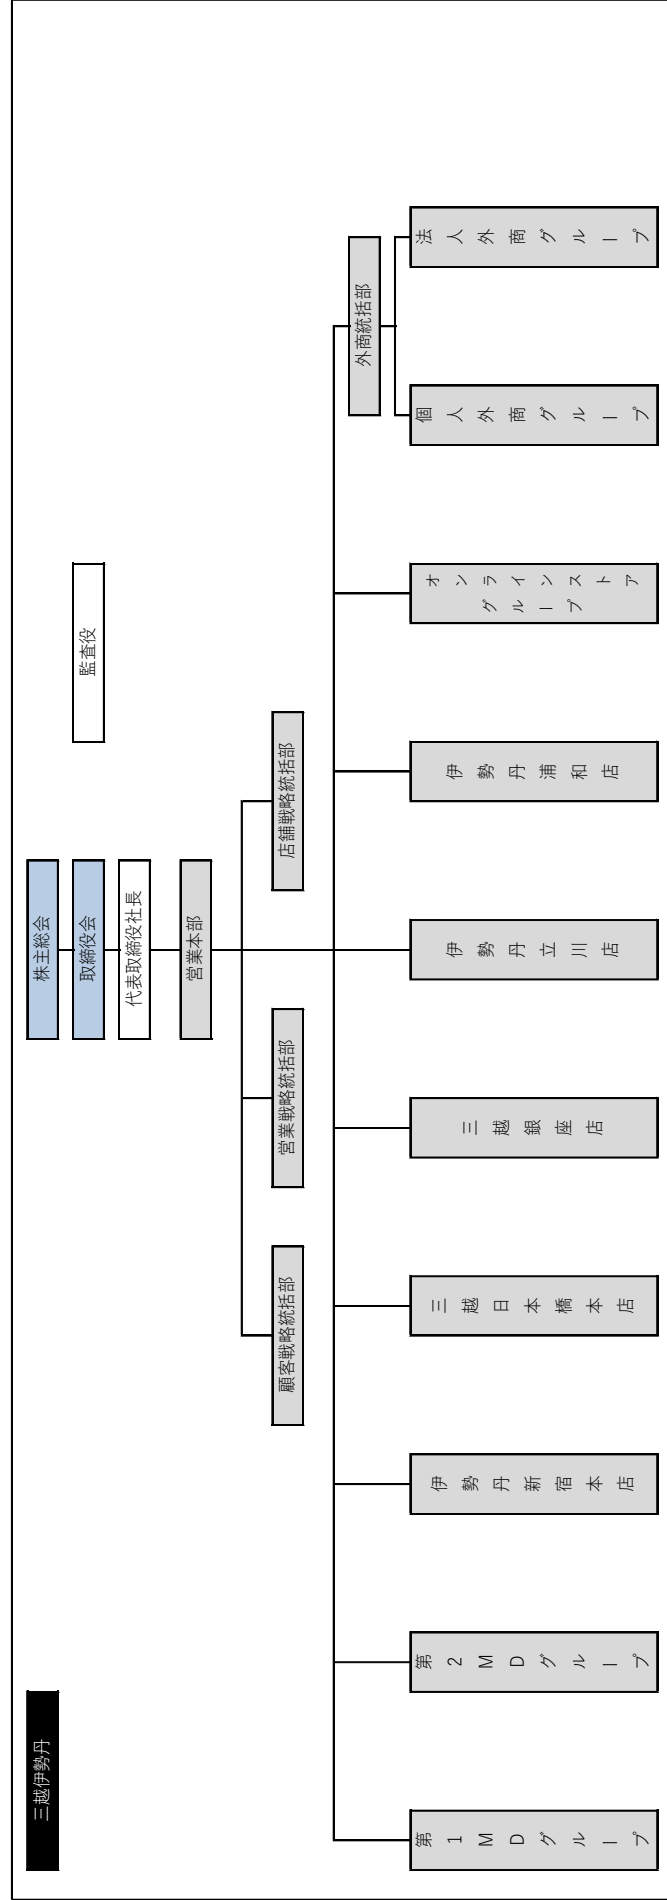 三越伊勢丹
株主総会
取締役会
監査役
代表取締役社長
営業本部
顧客戦略統括部
営業戦略統括部
店舗戦略統括部
外商統括部
第1MDグループ
第2MDグループ
伊勢丹新宿本店
三越日本橋本店
三越銀座店
伊勢丹立川店
伊勢丹浦和店
オンラインストア
グループ
個人外商グループ
法人外商グループ